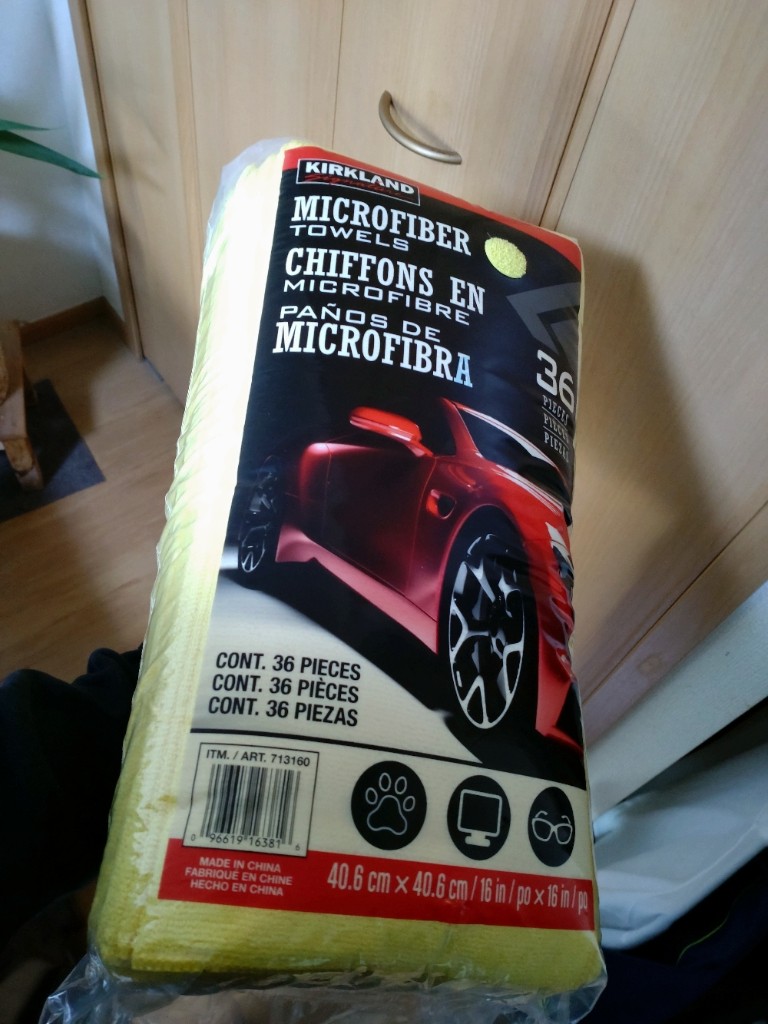 KIRKLAND
Signature
MICROFIBER
TOWELS
CHIFFONS EN
MICROFIBRE
PAÑOS DE
MICROFIBRA
36
PIECES
PIÈCES
PIEZAS
CONT. 36 PIECES
CONT. 36 PIÈCES
CONT. 36 PIEZAS
ITM. / ART. 713160
0 96619 16381 6
MADE IN CHINA
FABRIQUÉ EN CHINE
HECHO EN CHINA
40.6 cm × 40.6 cm / 16 in / po × 16 in / po